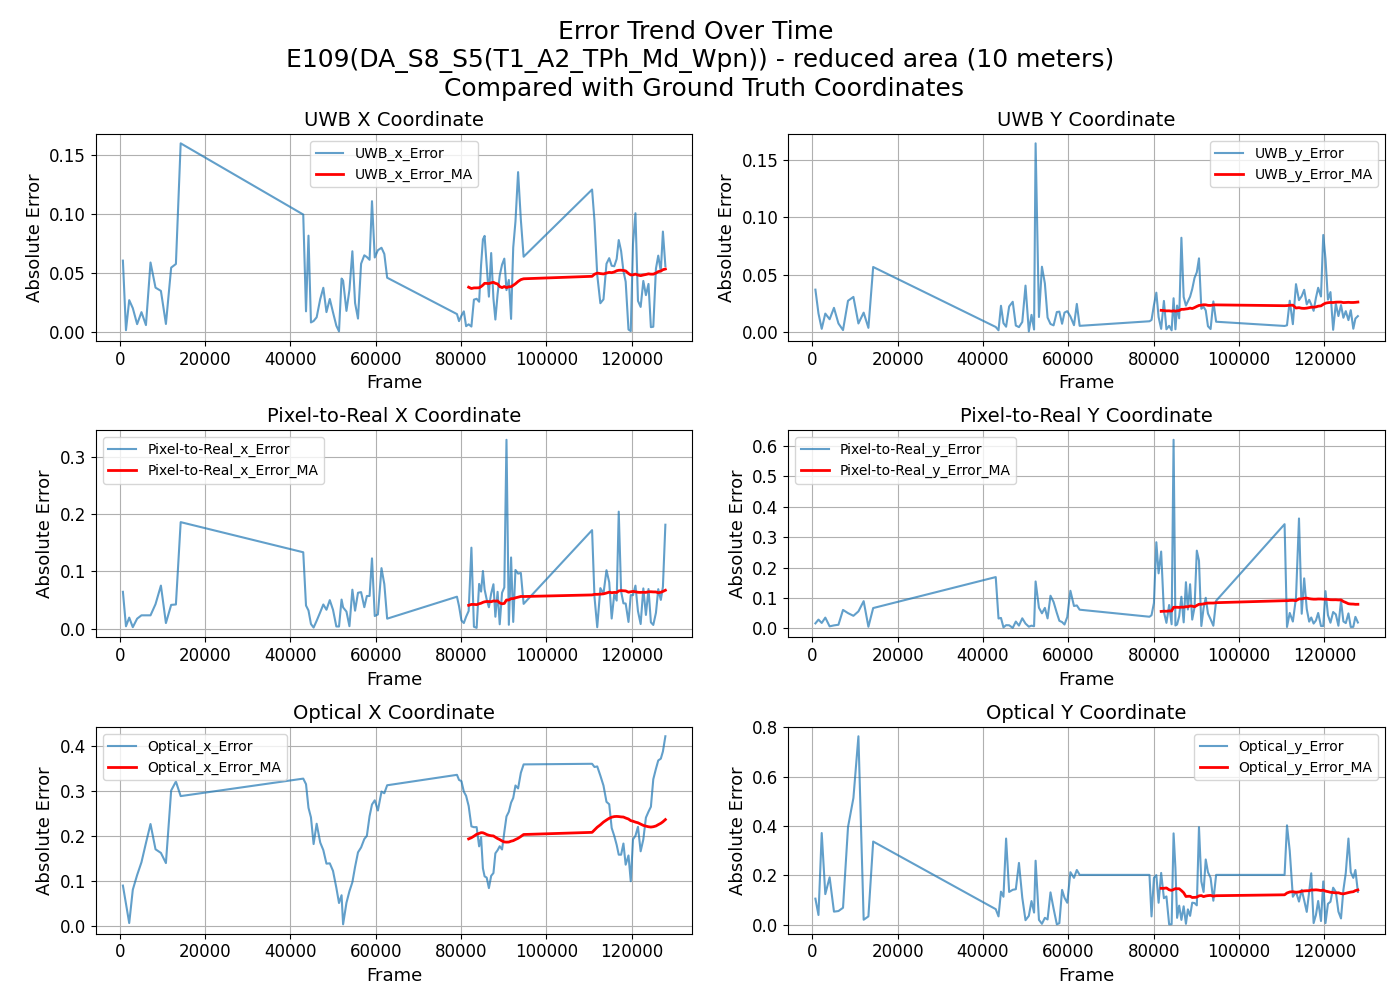 Error Trend Over Time
E109(DA_S8_S5(T1_A2_TPh_Md_Wpn)) - reduced area (10 meters)
Compared with Ground Truth Coordinates
UWB X Coordinate
Absolute Error
0.15
0.10
0.05
0.00
UWB_x_Error
UWB_x_Error_MA
0 20000 40000 60000 80000 100000 120000
Frame
UWB Y Coordinate
Absolute Error
0.15
0.10
0.05
0.00
UWB_y_Error
UWB_y_Error_MA
0 20000 40000 60000 80000 100000 120000
Frame
Pixel-to-Real X Coordinate
Absolute Error
0.3
0.2
0.1
0.0
Pixel-to-Real_x_Error
Pixel-to-Real_x_Error_MA
0 20000 40000 60000 80000 100000 120000
Frame
Pixel-to-Real Y Coordinate
Absolute Error
0.6
0.5
0.4
0.3
0.2
0.1
0.0
Pixel-to-Real_y_Error
Pixel-to-Real_y_Error_MA
0 20000 40000 60000 80000 100000 120000
Frame
Optical X Coordinate
Absolute Error
0.4
0.3
0.2
0.1
0.0
Optical_x_Error
Optical_x_Error_MA
0 20000 40000 60000 80000 100000 120000
Frame
Optical Y Coordinate
Absolute Error
0.8
0.6
0.4
0.2
0.0
Optical_y_Error
Optical_y_Error_MA
0 20000 40000 60000 80000 100000 120000
Frame